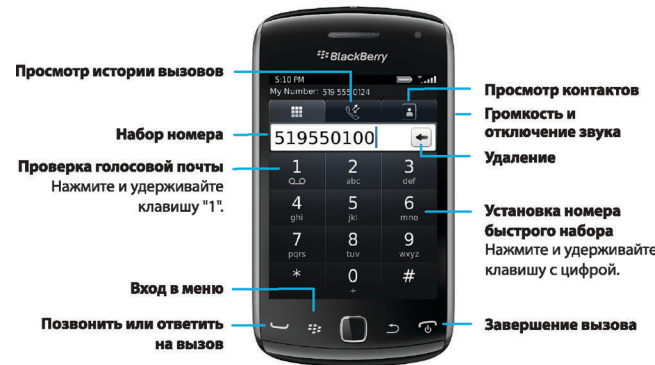 BlackBerry
5:10 PM
My Number: 519 555 0124
519550100
1
2 abc
3 def
4 ghi
5 jkl
6 mno
7 pqrs
8 tuv
9 wxyz
*
0 +
#
Просмотр истории вызовов
Набор номера
Проверка голосовой почты
Нажмите и удерживайте
клавишу "1".
Вход в меню
Позвонить или ответить
на вызов
Просмотр контактов
Громкость и
отключение звука
Удаление
Установка номера
быстрого набора
Нажмите и удерживайте
клавишу с цифрой.
Завершение вызова